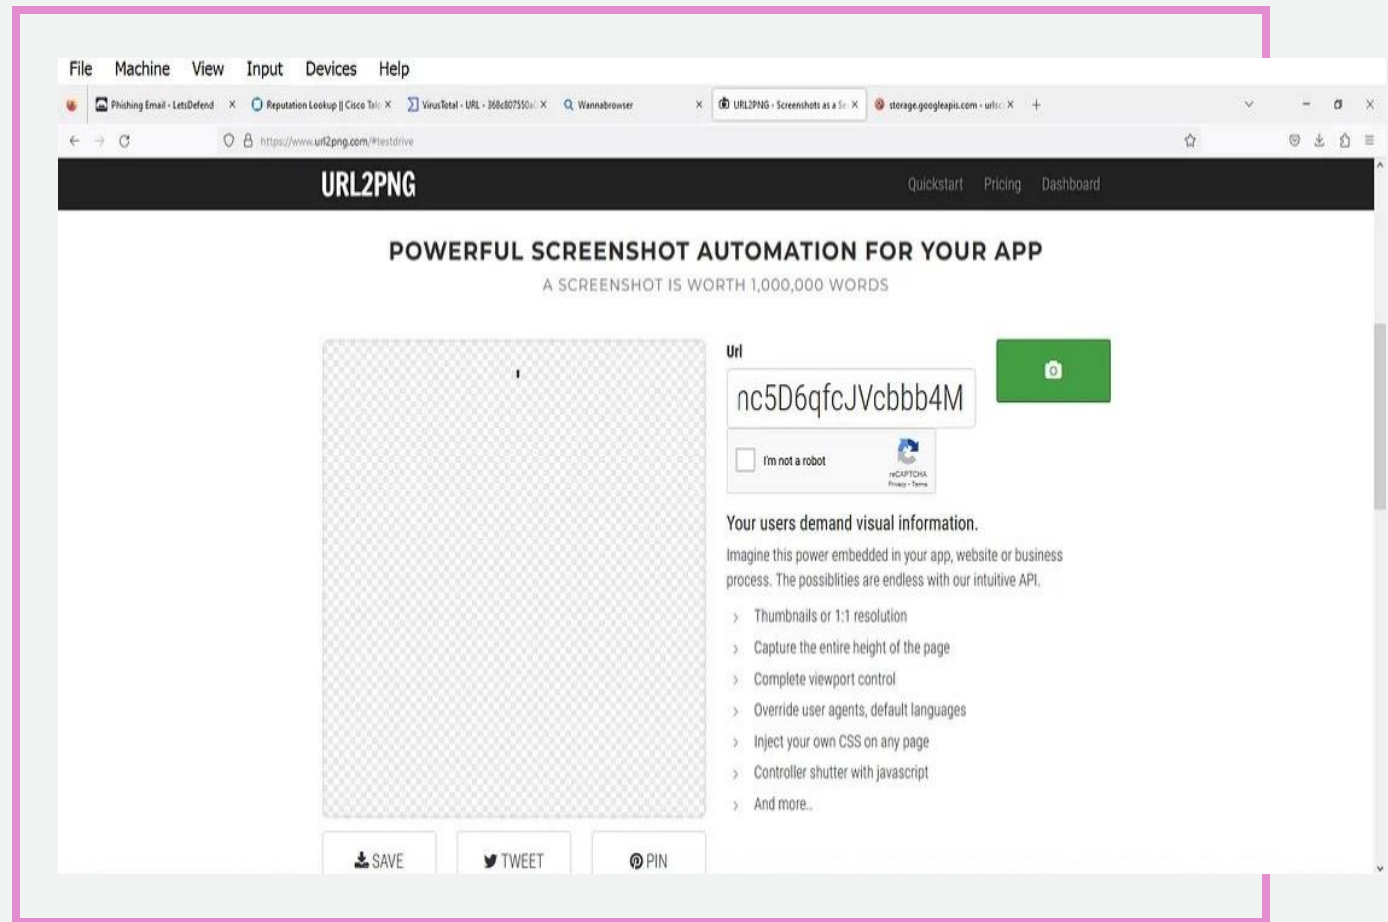 File Machine View Input Devices Help
Phishing Email - LetsDefend Reputation Lookup || Cisco Talo VirusTotal - URL - 368c807550a Wannabrowser URL2PNG - Screenshots as a Se storage.googleapis.com - urlsc
https://www.url2png.com/#testdrive
URL2PNG Quickstart Pricing Dashboard
POWERFUL SCREENSHOT AUTOMATION FOR YOUR APP
A SCREENSHOT IS WORTH 1,000,000 WORDS
Url
nc5D6qfcJVcbbb4M
I'm not a robot
reCAPTCHA
Privacy - Terms
Your users demand visual information.
Imagine this power embedded in your app, website or business
process. The possiblities are endless with our intuitive API.
Thumbnails or 1:1 resolution
Capture the entire height of the page
Complete viewport control
Override user agents, default languages
Inject your own CSS on any page
Controller shutter with javascript
And more..
SAVE TWEET PIN